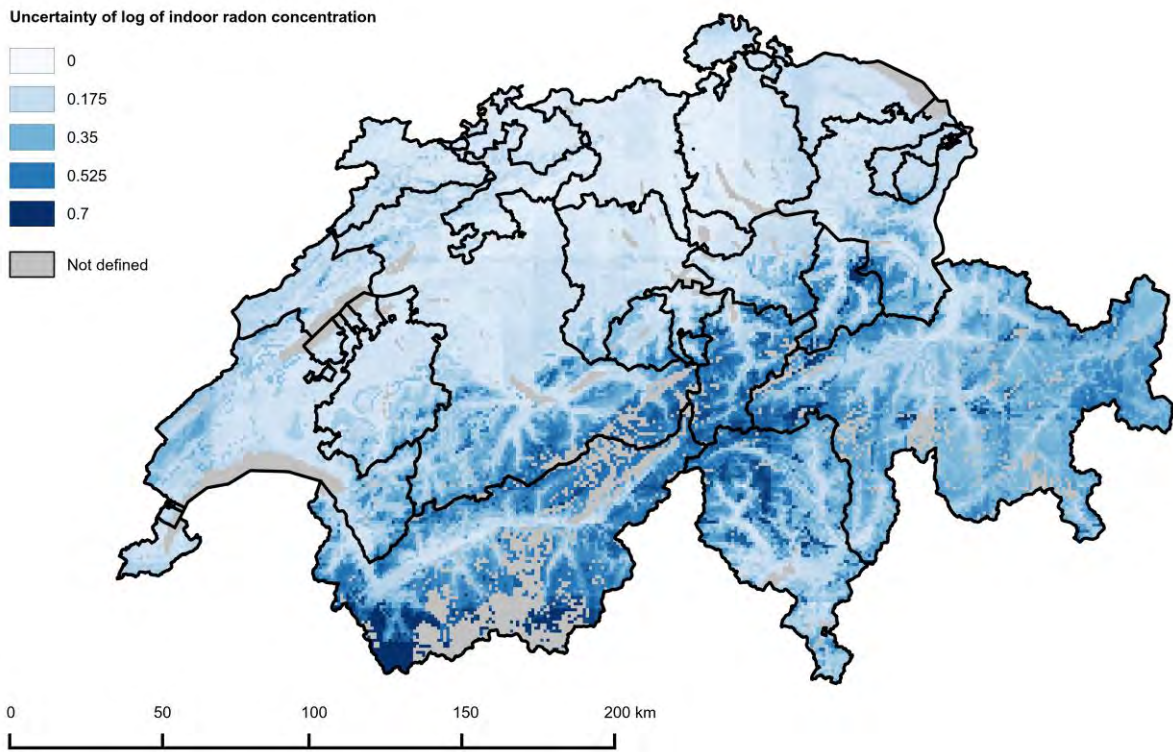 Uncertainty of log of indoor radon concentration
0
0.175
0.35
0.525
0.7
Not defined
0 50 100 150 200 km